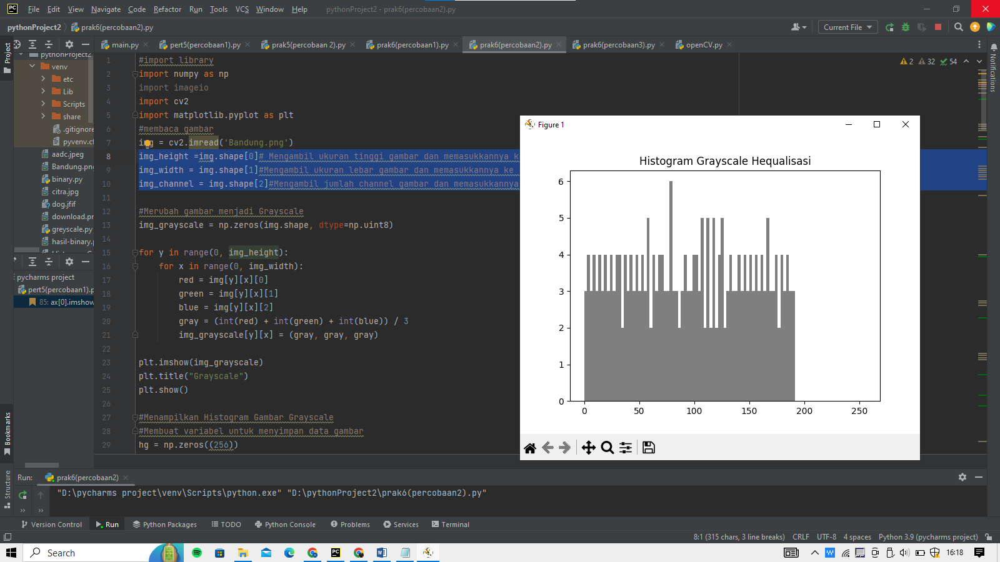 File Edit View Navigate Code Refactor Run Tools VCS Window Help pythonProject2 - prak6(percobaan2).py
pythonProject2 prak6(percobaan2).py Current File
main.py pert5(percobaan1).py prak5(percobaan 2).py prak6(percobaan1).py prak6(percobaan2).py prak6(percobaan3).py openCV.py
Project
pythonProject2
venv
etc
Lib
Scripts
share
.gitignore
pyvenv.cf
aadc.jpeg
Bandung.png
binary.py
citra.jpg
dog.jfif
download.pr
greyscale.py
hasil-binary.
pycharms project
pert5(percobaan1).p
85: ax[0].imshow
Bookmarks
Structure
Notifications
2 32 54
1 #import library
2 import numpy as np
3 import imageio
4 import cv2
5 import matplotlib.pyplot as plt
6 #membaca gambar
7 img = cv2.imread('Bandung.png')
8 img_height =img.shape[0]# Mengambil ukuran tinggi gambar dan memasukkannya k
9 img_width = img.shape[1]#Mengambil ukuran lebar gambar dan memasukkannya ke
10 img_channel = img.shape[2]#Mengambil jumlah channel gambar dan memasukkannya
11
12 #Merubah gambar menjadi Grayscale
13 img_grayscale = np.zeros(img.shape, dtype=np.uint8)
14
15 for y in range(0, img_height):
16 for x in range(0, img_width):
17 red = img[y][x][0]
18 green = img[y][x][1]
19 blue = img[y][x][2]
20 gray = (int(red) + int(green) + int(blue)) / 3
21 img_grayscale[y][x] = (gray, gray, gray)
22
23 plt.imshow(img_grayscale)
24 plt.title("Grayscale")
25 plt.show()
26
27 #Menampilkan Histogram Gambar Grayscale
28 #Membuat variabel untuk menyimpan data gambar
29 hg = np.zeros((256))
Figure 1
Histogram Grayscale Hequalisasi
6
5
4
3
2
1
0
0 50 100 150 200 250
Run: prak6(percobaan2)
"D:\pycharms project\venv\Scripts\python.exe" "D:\pythonProject2\prak6(percobaan2).py"
Version Control Run Python Packages TODO Python Console Problems Services Terminal
8:1 (315 chars, 3 line breaks) CRLF UTF-8 4 spaces Python 3.9 (pycharms project)
Search 16:18